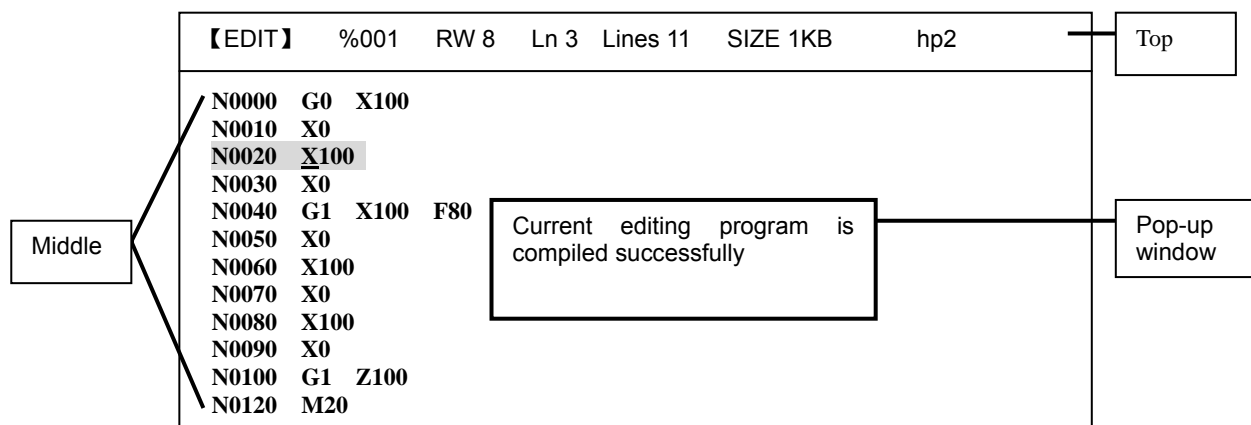 【EDIT】 %001 RW 8 Ln 3 Lines 11 SIZE 1KB hp2
Top
N0000 G0 X100
N0010 X0
N0020 X100
N0030 X0
N0040 G1 X100 F80
N0050 X0
N0060 X100
N0070 X0
N0080 X100
N0090 X0
N0100 G1 Z100
N0120 M20
Middle
Current editing program is
compiled successfully
Pop-up
window